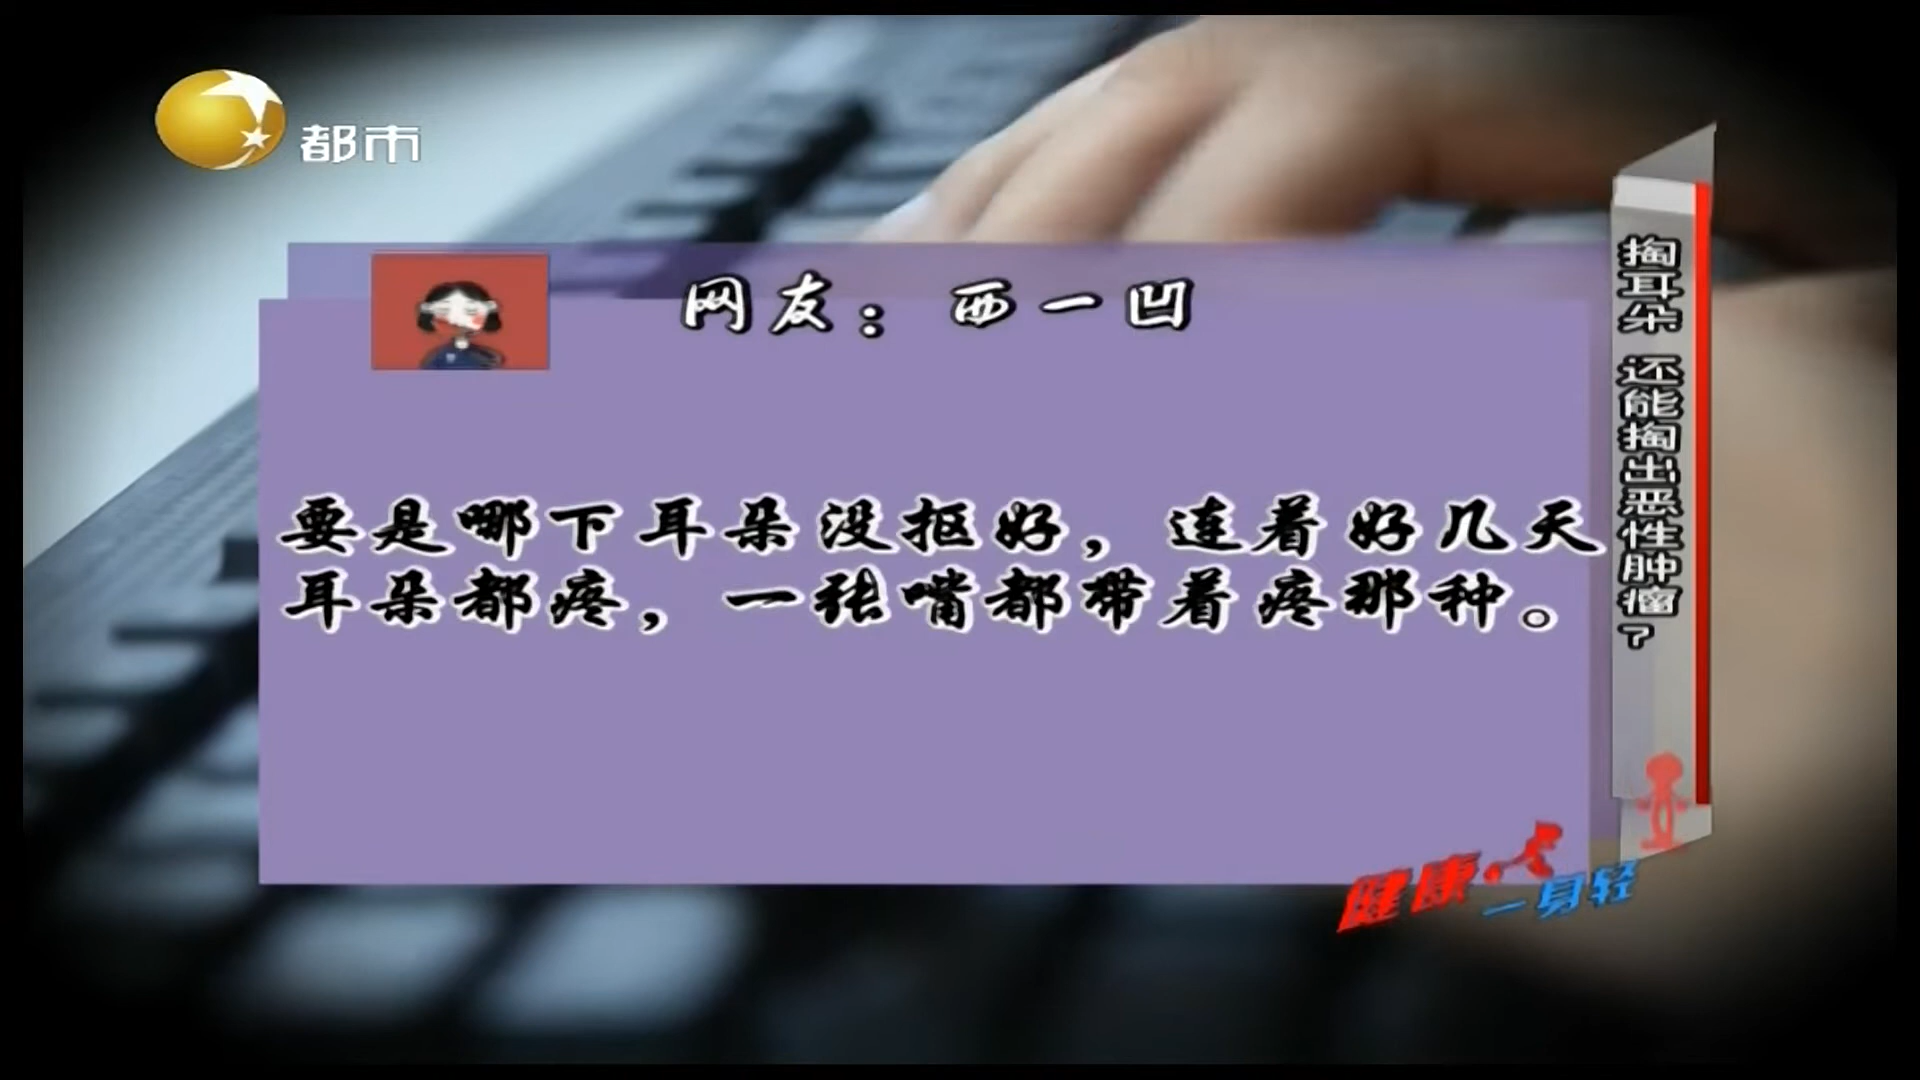 都市
网友：西一凹
要是哪下耳朵没抠好，连着好几天
耳朵都疼，一张嘴都带着疼那种。
掏耳朵 还能掏出恶性肿瘤？
健康一身轻